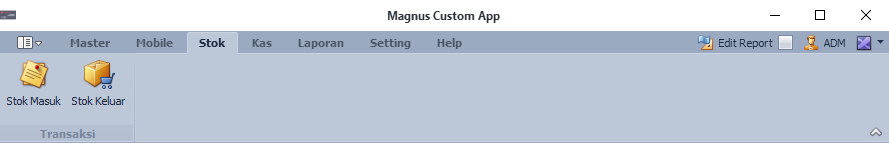 Magnus Custom App
Master Mobile Stok Kas Laporan Setting Help Edit Report ADM
Stok Masuk Stok Keluar
Transaksi